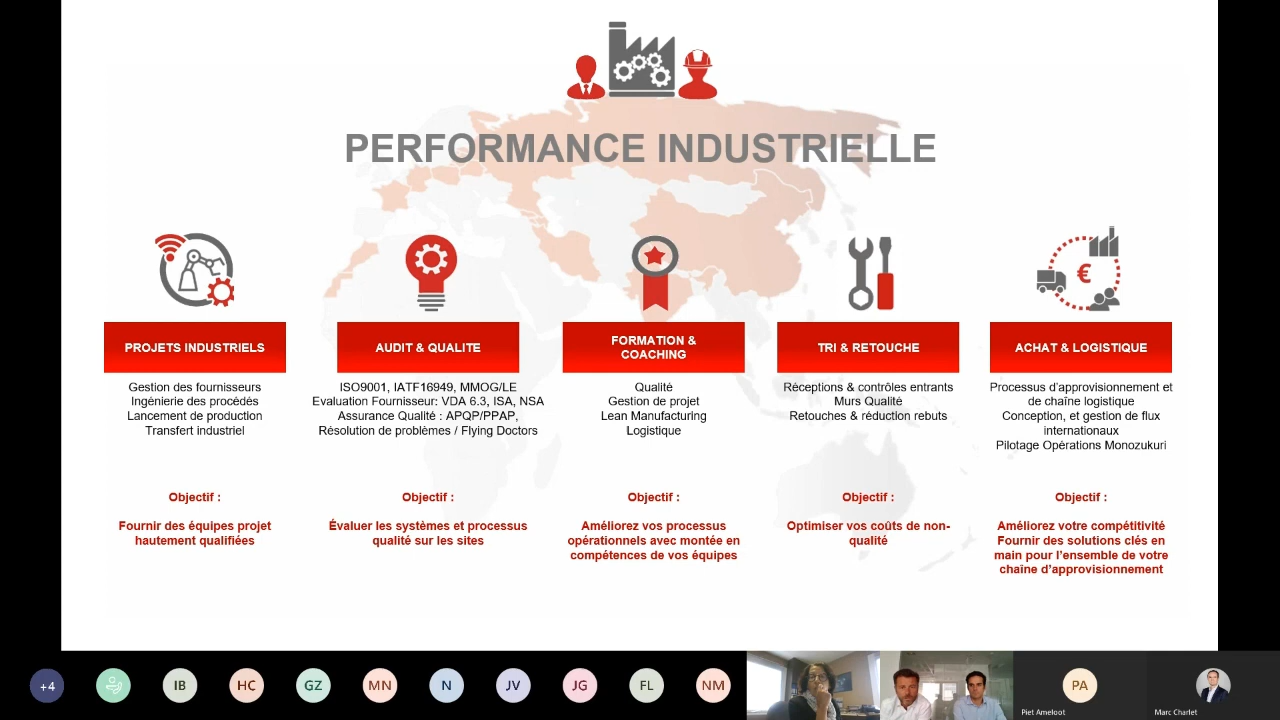 PERFORMANCE INDUSTRIELLE
PROJETS INDUSTRIELS
Gestion des fournisseurs
Ingénierie des procédés
Lancement de production
Transfert industriel
Objectif :
Fournir des équipes projet
hautement qualifiées
AUDIT & QUALITE
ISO9001, IATF16949, MMOG/LE
Evaluation Fournisseur: VDA 6.3, ISA, NSA
Assurance Qualité : APQP/PPAP,
Résolution de problèmes / Flying Doctors
Objectif :
Évaluer les systèmes et processus
qualité sur les sites
FORMATION &
COACHING
Qualité
Gestion de projet
Lean Manufacturing
Logistique
Objectif :
Améliorez vos processus
opérationnels avec montée en
compétences de vos équipes
TRI & RETOUCHE
Réceptions & contrôles entrants
Murs Qualité
Retouches & réduction rebuts
Objectif :
Optimiser vos coûts de non-
qualité
€
ACHAT & LOGISTIQUE
Processus d'approvisionnement et
de chaîne logistique
Conception, et gestion de flux
internationaux
Pilotage Opérations Monozukuri
Objectif :
Améliorez votre compétitivité
Fournir des solutions clés en
main pour l'ensemble de votre
chaîne d'approvisionnement
+4
IB
HC
GZ
MN
N
JV
JG
FL
NM
PA
Piet Ameloot
Marc Charlet